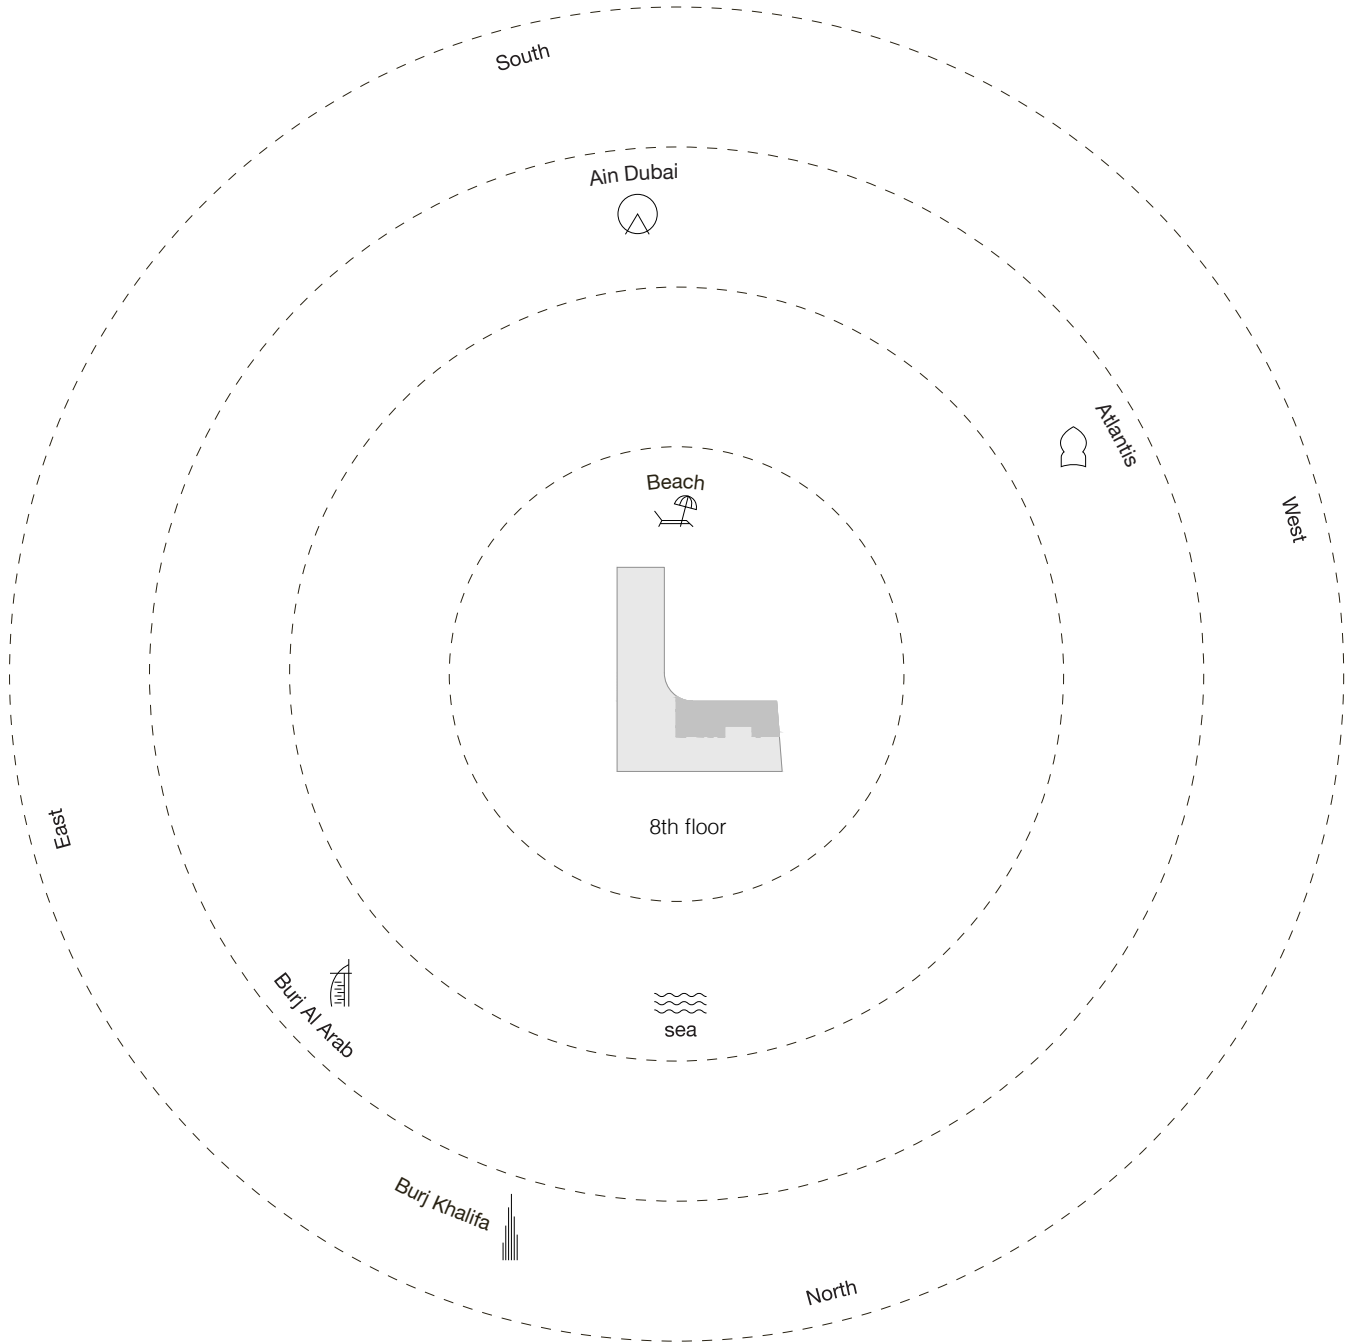 South
Ain Dubai
Atlantis
Beach
West
East
8th floor
Burj Al Arab
sea
Burj Khalifa
North